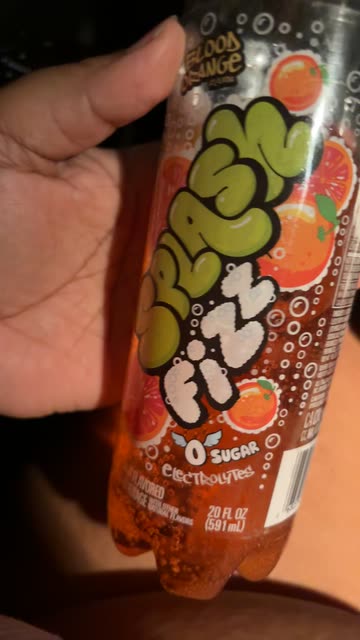 BLOOD
ORANGE
SPLASH
fizz
0 SUGAR
ELECTROLYTES
20 FL OZ
(591 mL)